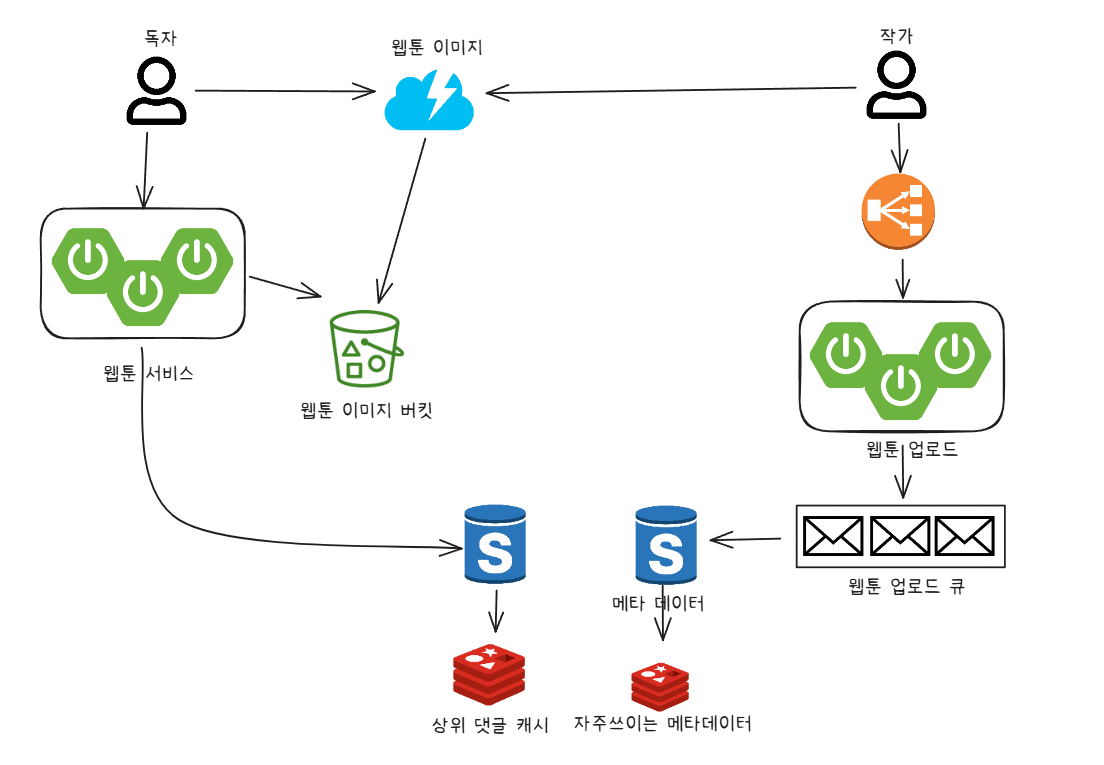 독자
웹툰 이미지
작가
웹툰 서비스
웹툰 이미지 버킷
웹툰 업로드
S
S
웹툰 업로드 큐
메타 데이터
상위 댓글 캐시
자주쓰이는 메타데이터